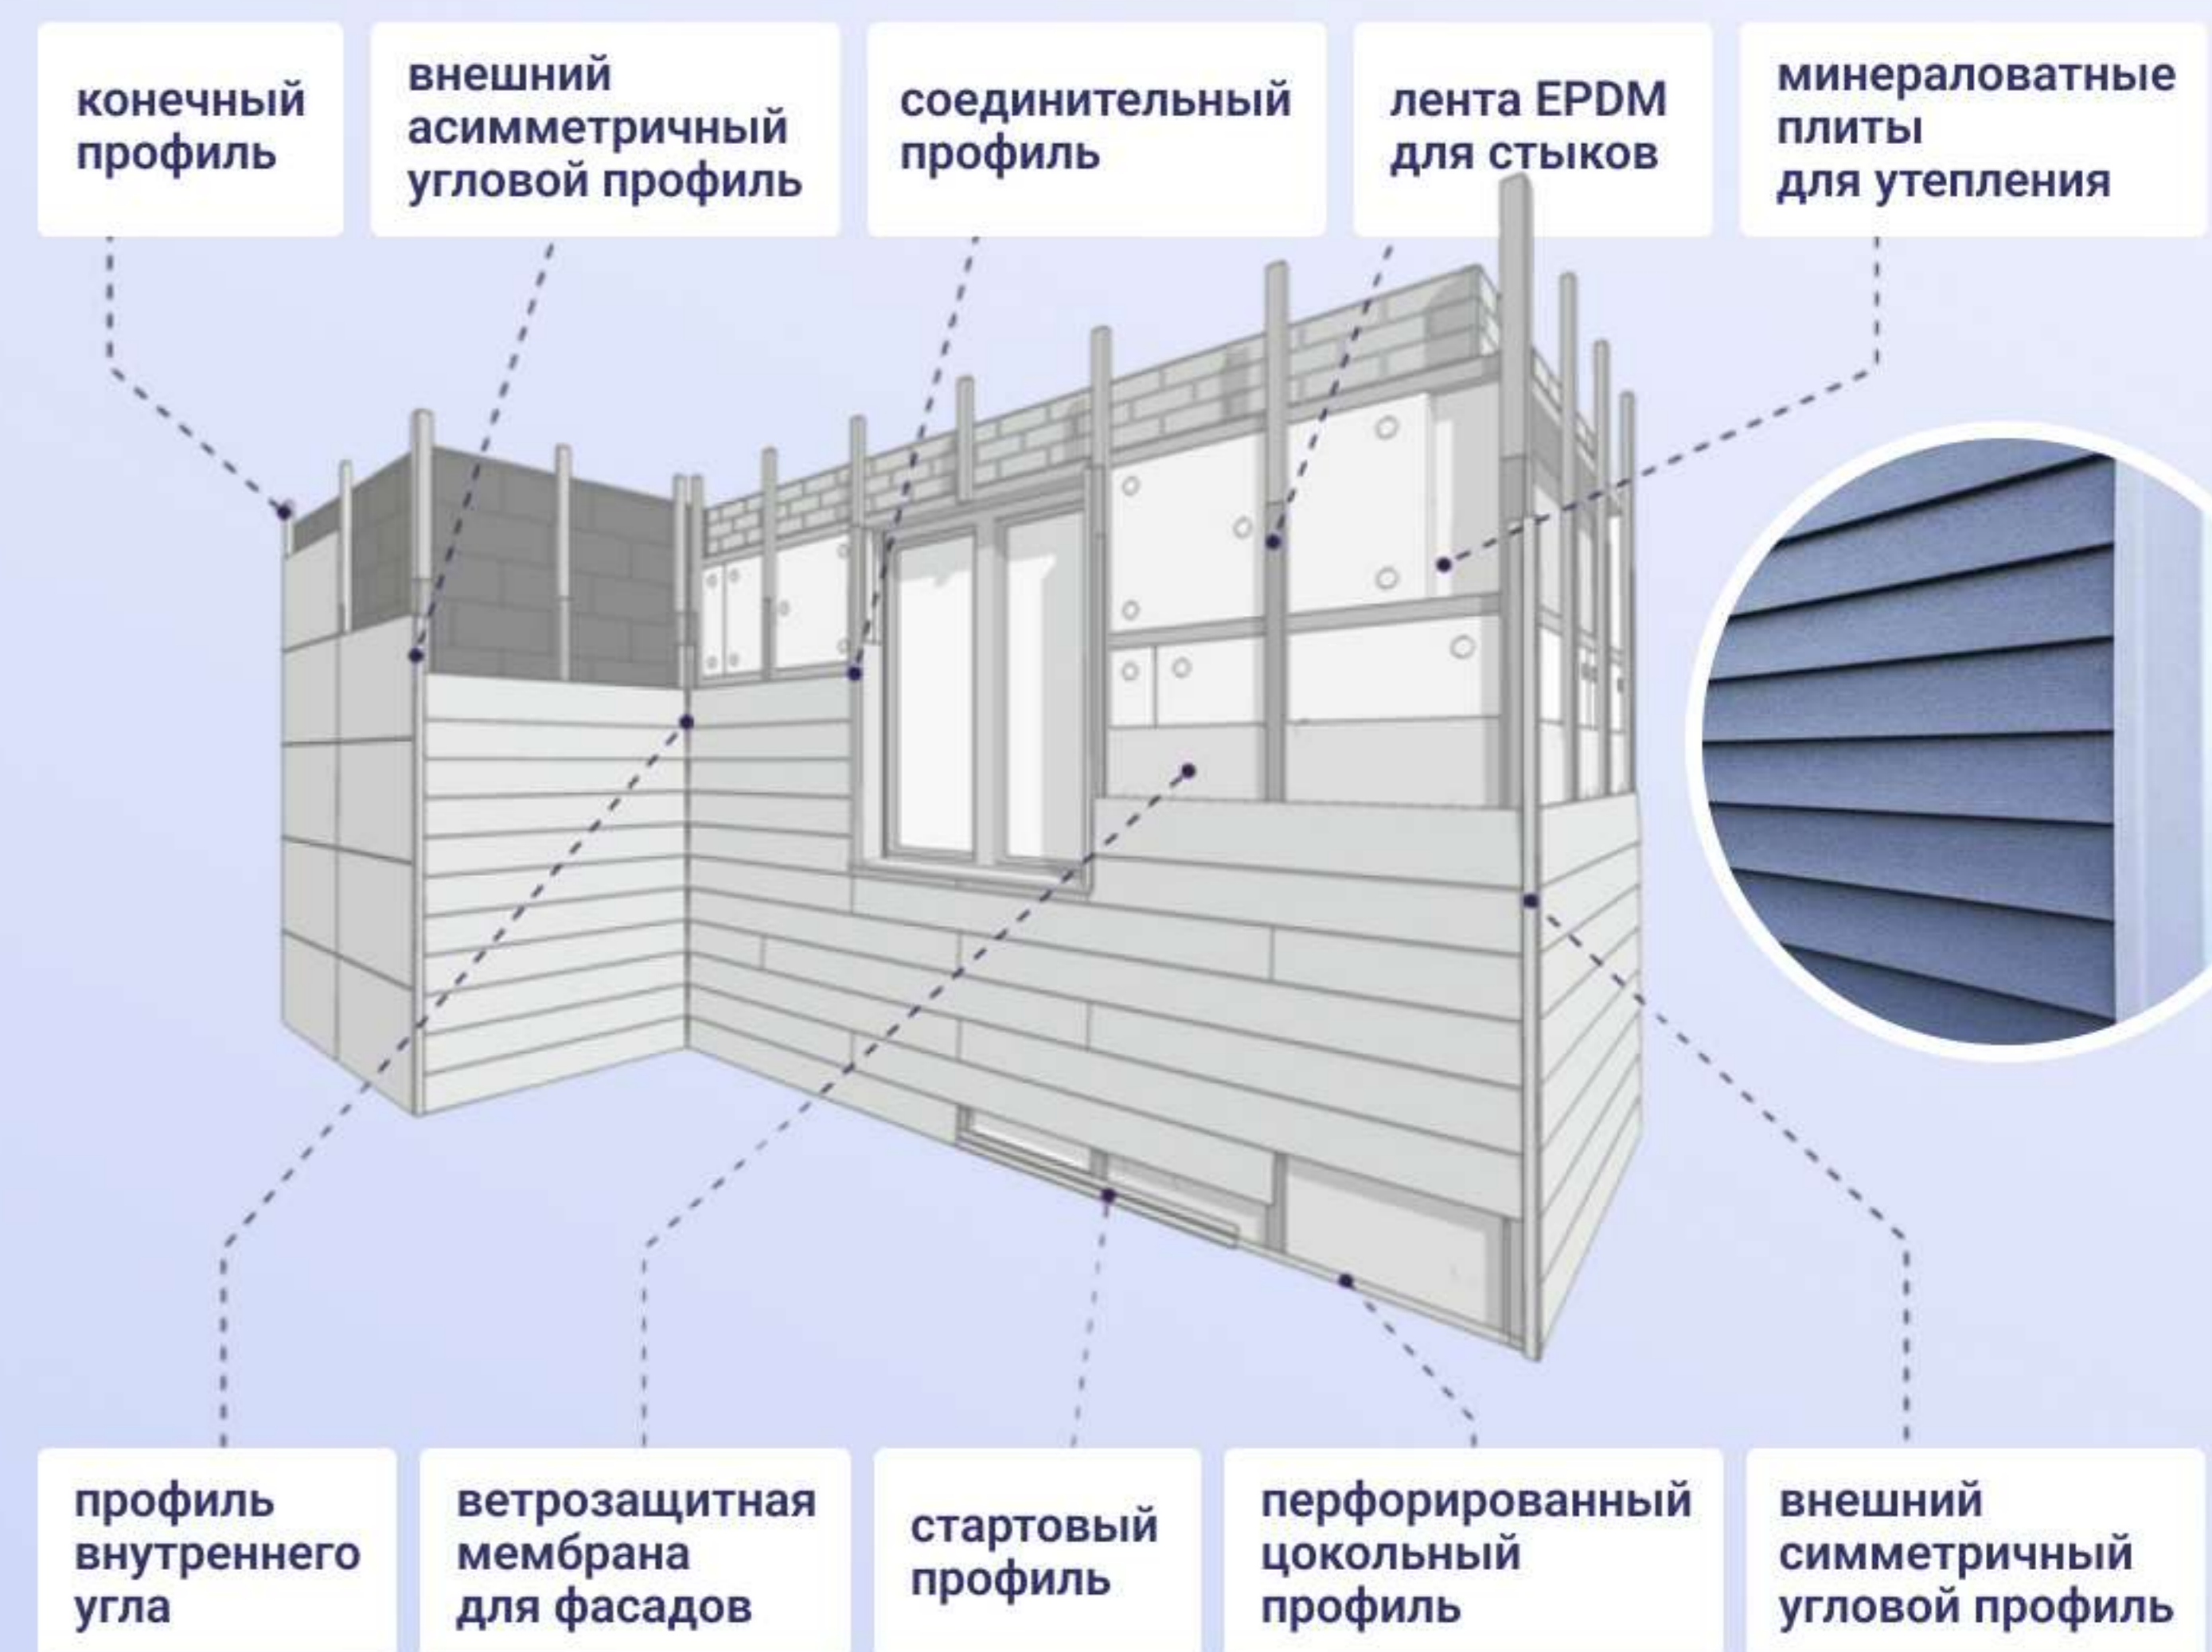 конечный
профиль
внешний
асимметричный
угловой профиль
соединительный
профиль
лента EPDM
для стыков
минераловатные
плиты
для утепления
профиль
внутреннего
угла
ветрозащитная
мембрана
для фасадов
стартовый
профиль
перфорированный
цокольный
профиль
внешний
симметричный
угловой профиль